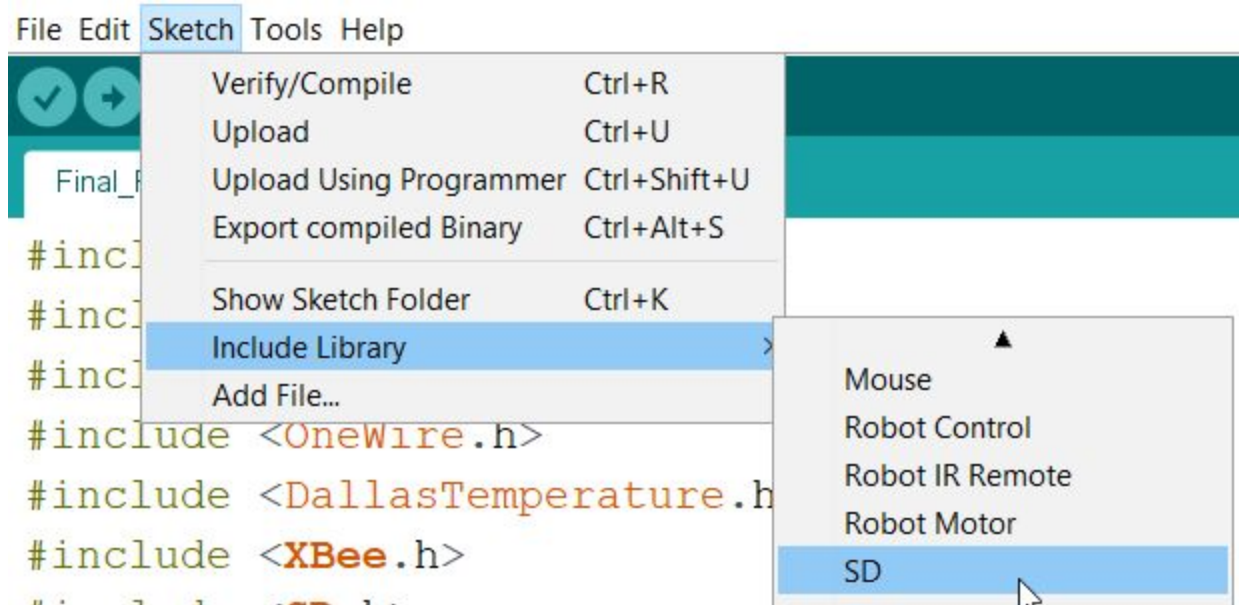 File Edit Sketch Tools Help
Verify/Compile Ctrl+R
Upload Ctrl+U
Upload Using Programmer Ctrl+Shift+U
Export compiled Binary Ctrl+Alt+S
Final_
Show Sketch Folder Ctrl+K
Include Library
Add File...
#incl
#incl
#incl
#include <OneWire.h>
#include <DallasTemperature.h
#include <XBee.h>
Mouse
Robot Control
Robot IR Remote
Robot Motor
SD